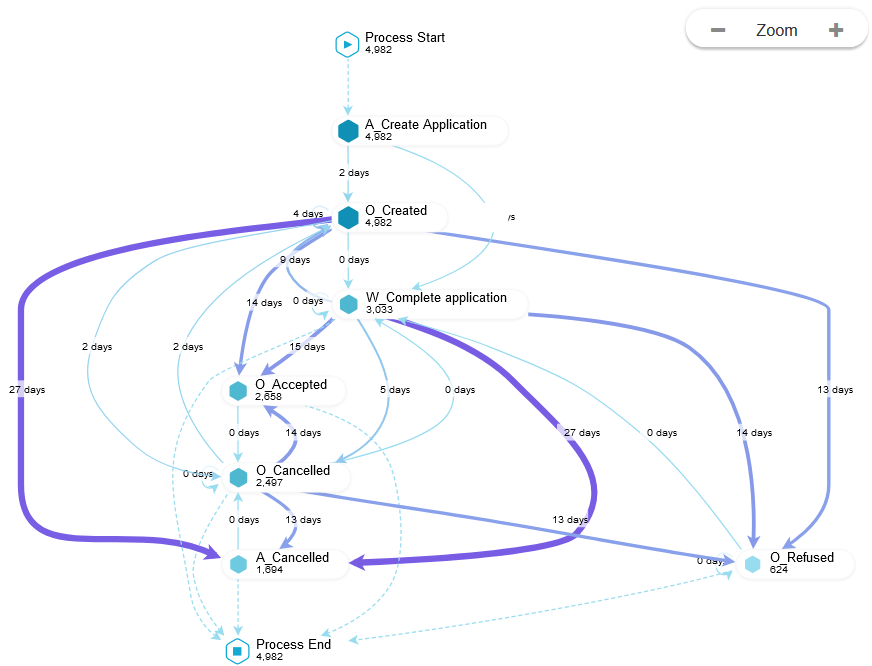 Process Start
4,982
Zoom
A_Create Application
4,982
2 days
4 days
O_Created
4,982
9 days
0 days
14 days
0 days
W_Complete application
3,033
2 days
2 days
15 days
27 days
O_Accepted
2,658
5 days
0 days
13 days
0 days
14 days
27 days
0 days
14 days
O_Cancelled
2,497
0 days
0 days
13 days
13 days
A_Cancelled
1,694
O_Refused
624
Process End
4,982